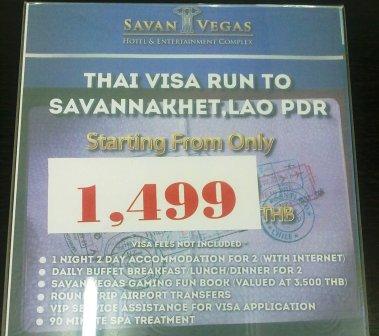 SAVAN VEGAS
HOTEL & ENTERTAINMENT COMPLEX
THAI VISA RUN TO
SAVANNAKHET,LAO PDR
Starting From Only
1,499
THB
VISA FEES NOT INCLUDED
1 NIGHT 2 DAY ACCOMMODATION FOR 2 (WITH INTERNET)
DAILY BUFFET BREAKFAST/LUNCH/DINNER FOR 2
SAVAN VEGAS GAMING FUN BOOK (VALUED AT 3,500 THB)
ROUND TRIP AIRPORT TRANSFERS
VIP SERVICE ASSISTANCE FOR VISA APPLICATION
90 MINUTE SPA TREATMENT